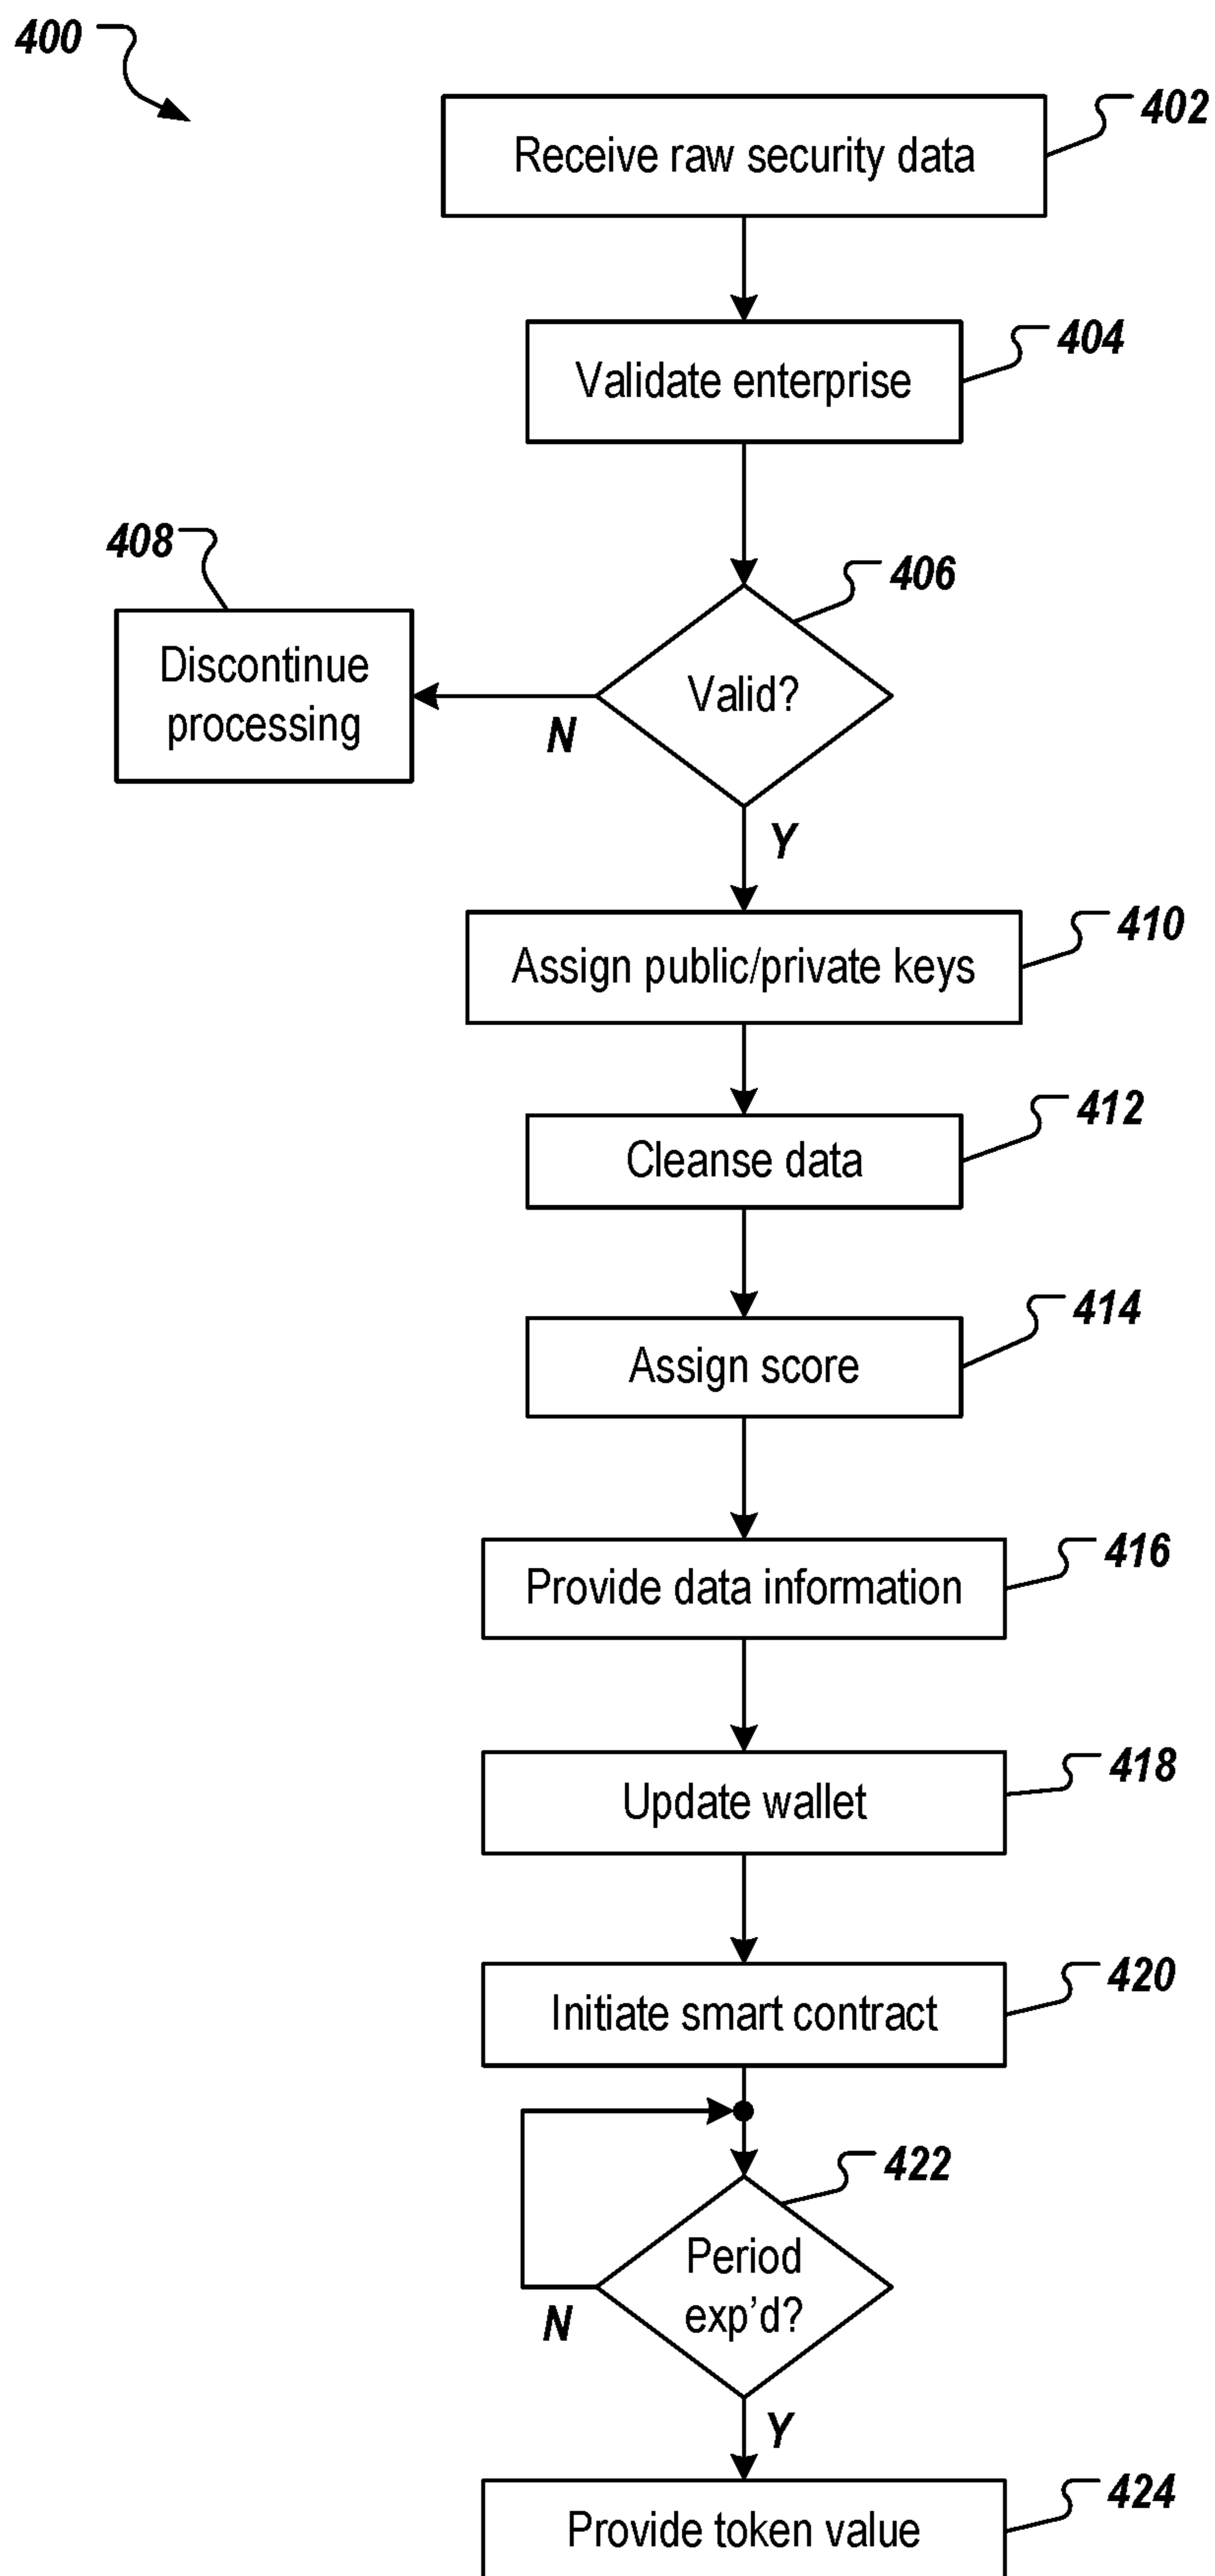 400
402
Receive raw security data
404
Validate enterprise
408
406
Discontinue
processing
Valid?
N
Y
410
Assign public/private keys
412
Cleanse data
414
Assign score
416
Provide data information
418
Update wallet
420
Initiate smart contract
422
Period
exp'd?
N
Y
424
Provide token value